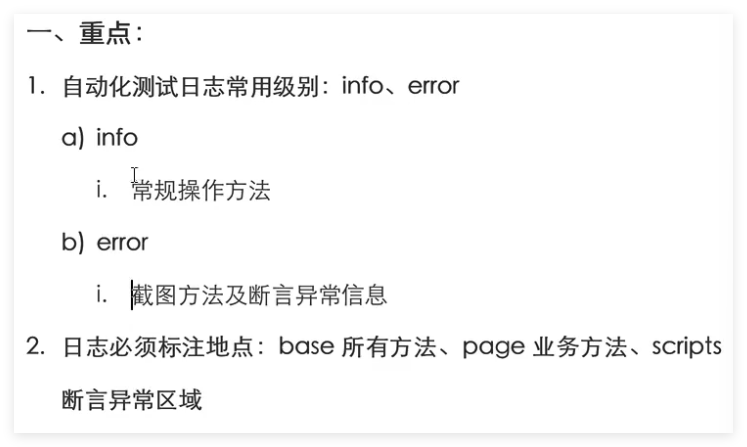 一、重点：
1. 自动化测试日志常用级别：info、error
a) info
i. 常规操作方法
b) error
i. 截图方法及断言异常信息
2. 日志必须标注地点：base 所有方法、page 业务方法、scripts
断言异常区域